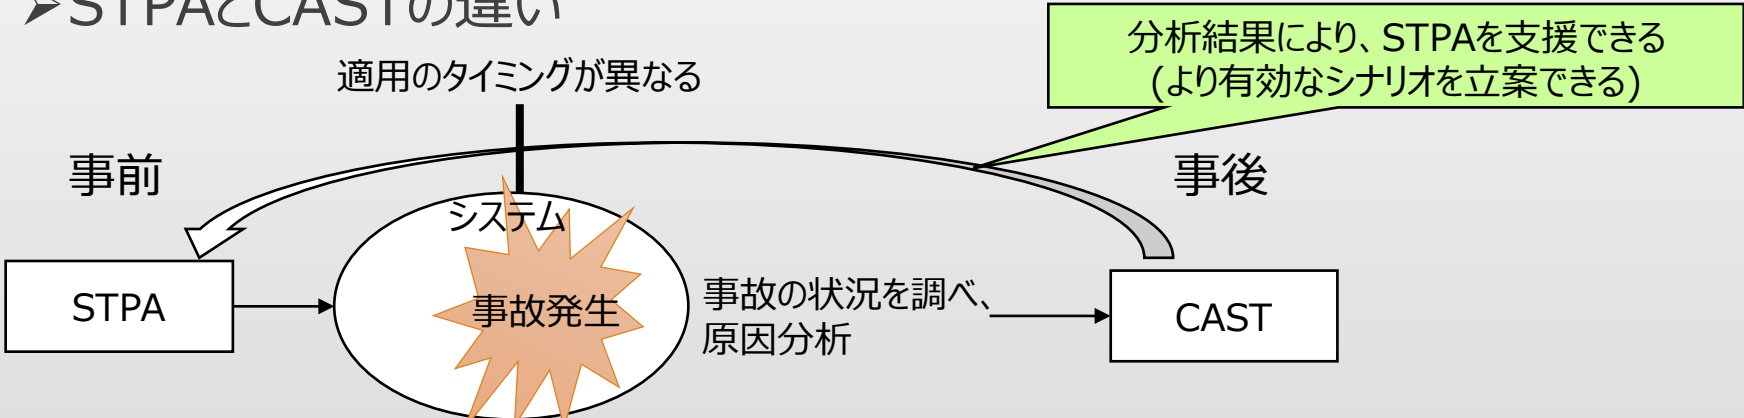 ➤STPAとCASTの違い
適用のタイミングが異なる
分析結果により、STPAを支援できる
(より有効なシナリオを立案できる)
事前
事後
システム
STPA
事故発生
事故の状況を調べ、
原因分析
CAST